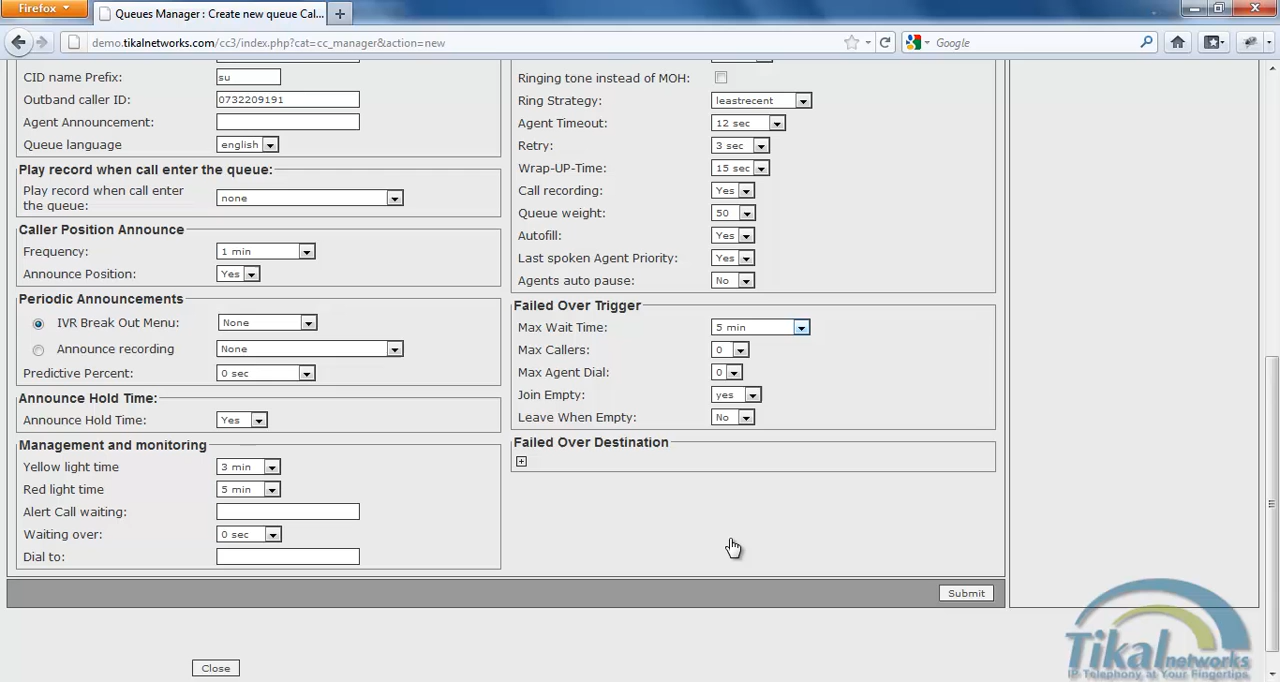 Firefox
Queues Manager : Create new queue Cal...
demo.tikalnetworks.com/cc3/index.php?cat=cc_manager&action=new
Google
CID name Prefix: su
Outband caller ID: 0732209191
Agent Announcement:
Queue language english
Play record when call enter the queue:
Play record when call enter
the queue: none
Caller Position Announce
Frequency: 1 min
Announce Position: Yes
Periodic Announcements
IVR Break Out Menu: None
Announce recording None
Predictive Percent: 0 sec
Announce Hold Time:
Announce Hold Time: Yes
Management and monitoring
Yellow light time 3 min
Red light time 5 min
Alert Call waiting:
Waiting over: 0 sec
Dial to:
Ringing tone instead of MOH:
Ring Strategy: leastrecent
Agent Timeout: 12 sec
Retry: 3 sec
Wrap-UP-Time: 15 sec
Call recording: Yes
Queue weight: 50
Autofill: Yes
Last spoken Agent Priority: Yes
Agents auto pause: No
Failed Over Trigger
Max Wait Time: 5 min
Max Callers: 0
Max Agent Dial: 0
Join Empty: yes
Leave When Empty: No
Failed Over Destination
Submit
Close
Tikal networks
IP Telephony at Your Fingertips